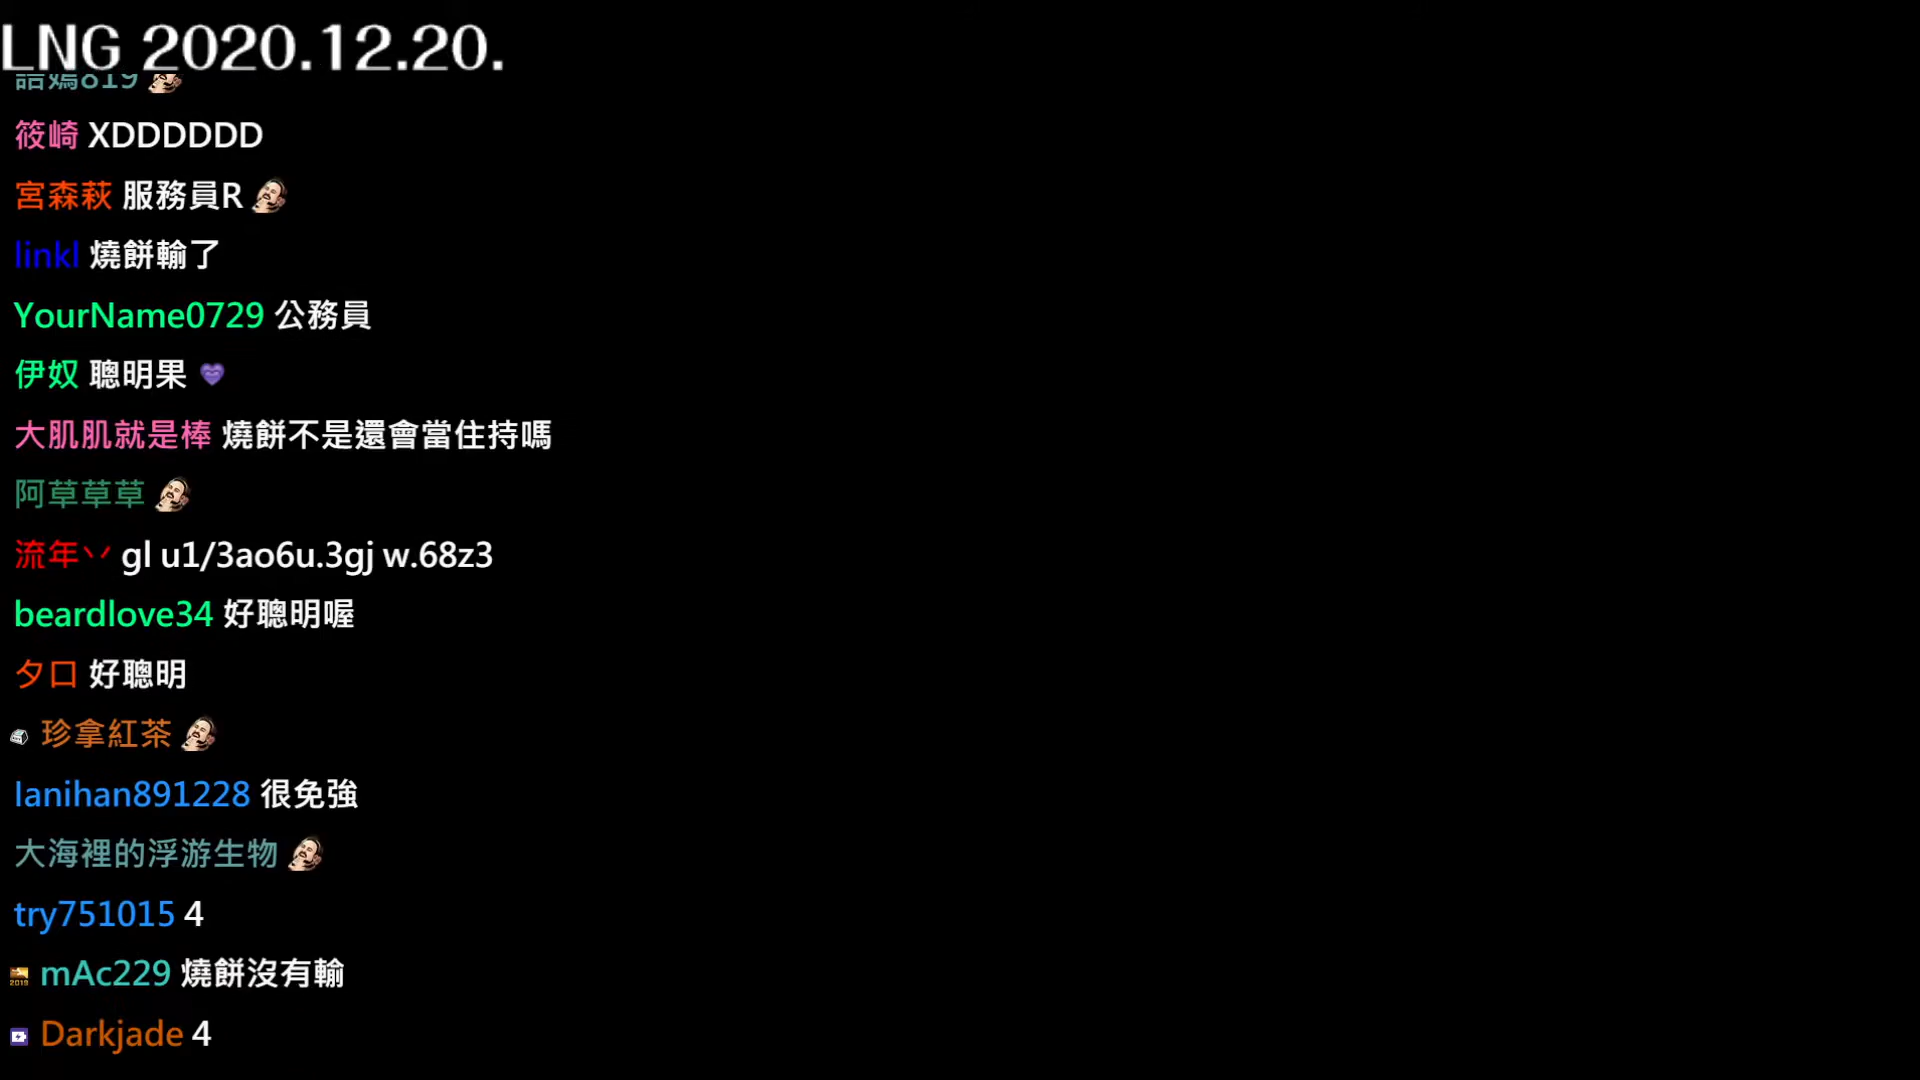 LNG 2020.12.20.
筱崎 XDDDDDD
宮森萩 服務員R
linkl 燒餅輸了
YourName0729 公務員
伊奴 聰明果
大肌肌就是棒 燒餅不是還會當住持嗎
阿草草草
流年丷 gl u1/3ao6u.3gj w.68z3
beardlove34 好聰明喔
夕口 好聰明
珍拿紅茶
lanihan891228 很免強
大海裡的浮游生物
try751015 4
mAc229 燒餅沒有輸
Darkjade 4